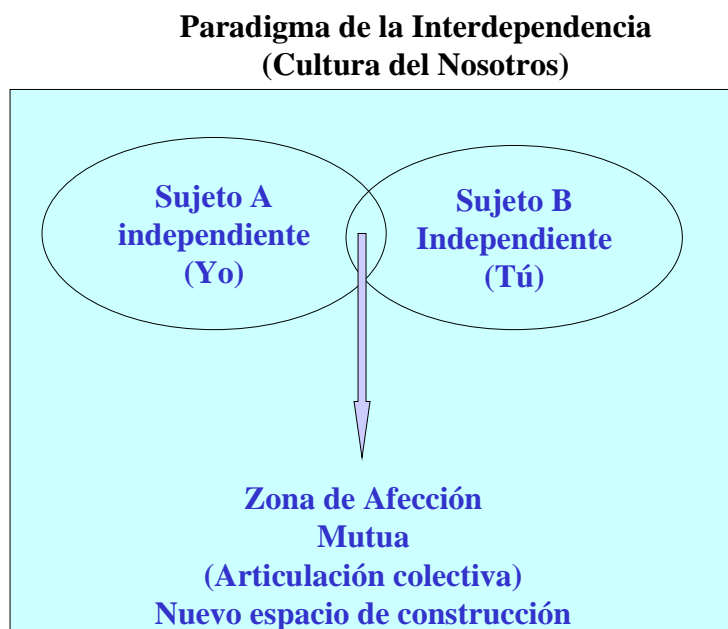 Paradigma de la Interdependencia
(Cultura del Nosotros)
Sujeto A
independiente
(Yo)
Sujeto B
Independiente
(Tú)
Zona de Afección
Mutua
(Articulación colectiva)
Nuevo espacio de construcción